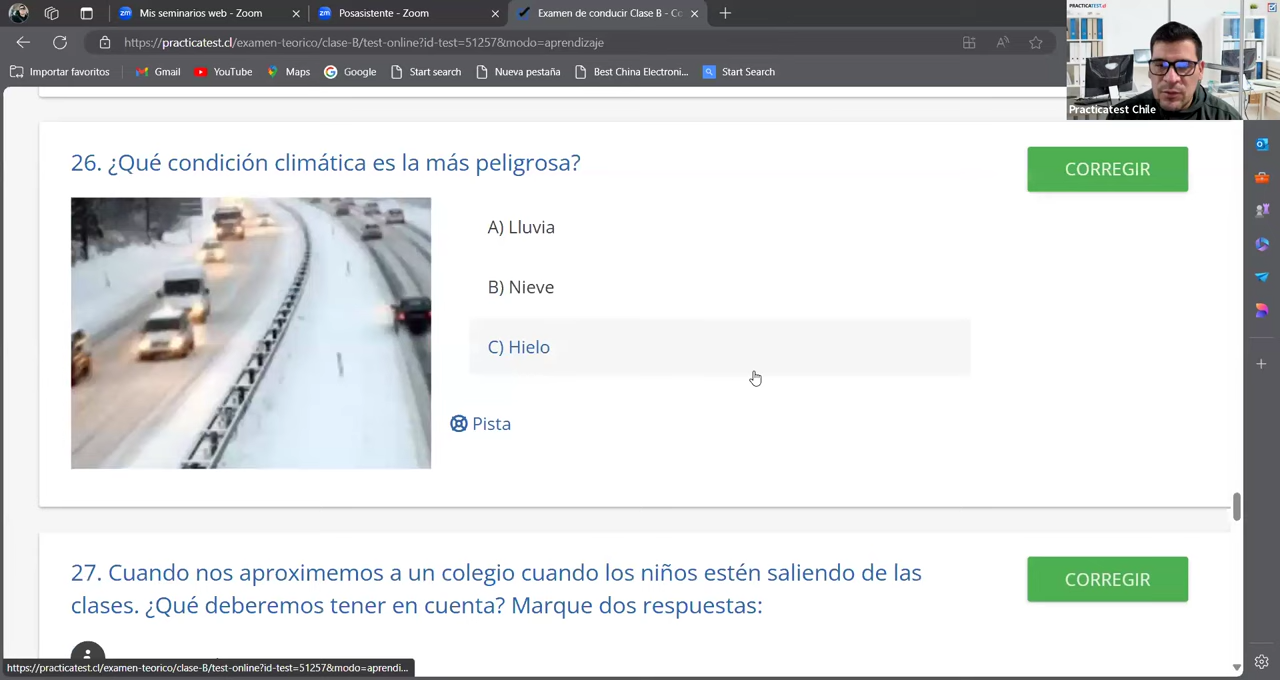 Mis seminarios web - Zoom
Posasistente - Zoom
Examen de conducir Clase B - Co
https://practicatest.cl/examen-teorico/clase-B/test-online?id-test=51257&modo=aprendizaje
Importar favoritos
Gmail
YouTube
Maps
Google
Start search
Nueva pestaña
Best China Electroni...
Start Search
PRACTICATEST.cl
Practicatest Chile
26. ¿Qué condición climática es la más peligrosa?
CORREGIR
A) Lluvia
B) Nieve
C) Hielo
Pista
27. Cuando nos aproximemos a un colegio cuando los niños estén saliendo de las
clases. ¿Qué deberemos tener en cuenta? Marque dos respuestas:
CORREGIR
https://practicatest.cl/examen-teorico/clase-B/test-online?id-test=51257&modo=aprendi...